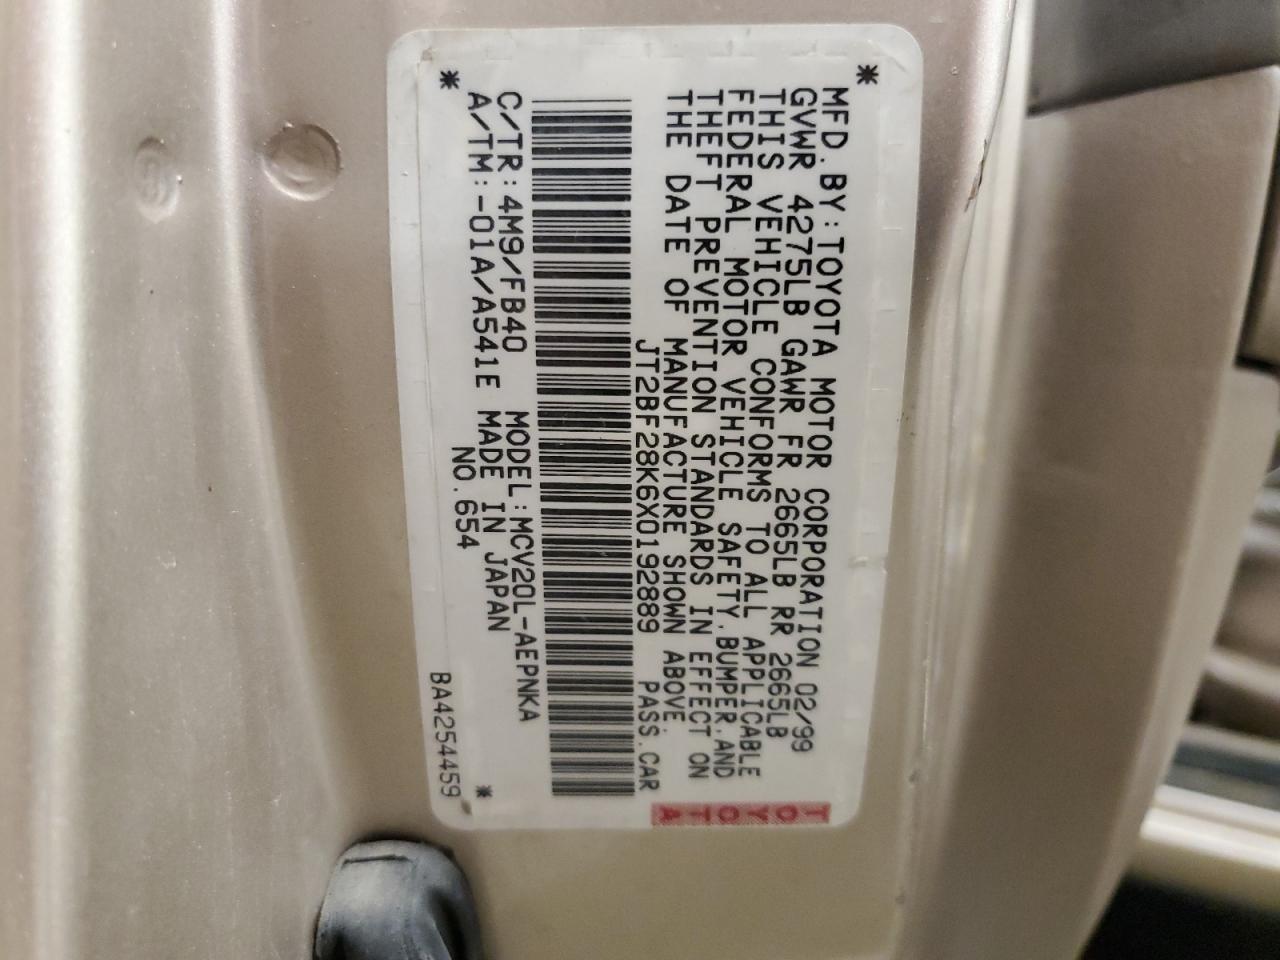 MFD. BY: TOYOTA MOTOR CORPORATION 02/99
GVWR 4275LB GAWR FR 2665LB RR 2665LB
THIS VEHICLE CONFORMS TO ALL APPLICABLE
FEDERAL MOTOR VEHICLE SAFETY, BUMPER, AND
THEFT PREVENTION STANDARDS IN EFFECT ON
THE DATE OF MANUFACTURE SHOWN ABOVE.
JT2BF28K6X0192889 PASS. CAR
C/TR: 4M9/FB40 MODEL: MCV20L-AEPNKA
A/TM: -01A/A541E MADE IN JAPAN
NO. 654
BA4254459
TOYOTA